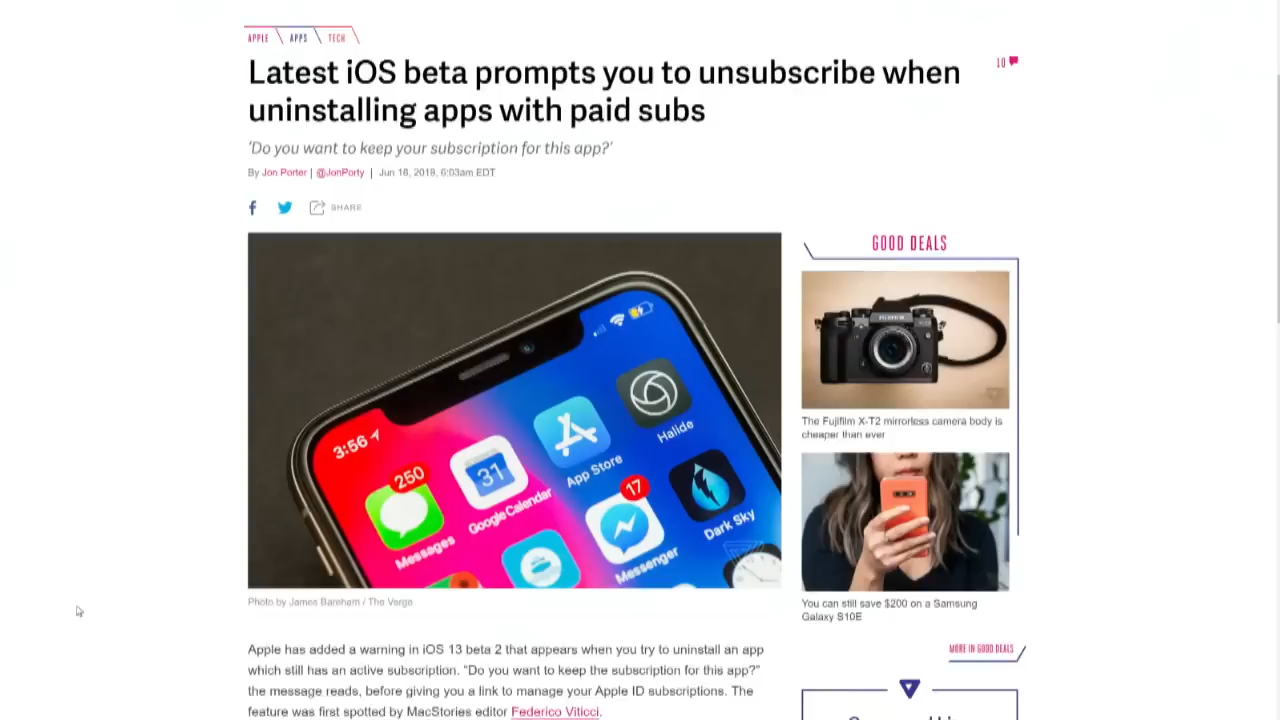 APPLE APPS TECH
Latest iOS beta prompts you to unsubscribe when
uninstalling apps with paid subs
10
'Do you want to keep your subscription for this app?'
By Jon Porter | @JonPorty | Jun 18, 2019, 6:03am EDT
SHARE
GOOD DEALS
3:56
250
Messages
31
Google Calendar
App Store
Halide
17
Messenger
Dark Sky
FUJIFILM
The Fujifilm X-T2 mirrorless camera body is
cheaper than ever
Photo by James Bareham / The Verge
You can still save $200 on a Samsung
Galaxy S10E
MORE IN GOOD DEALS
Apple has added a warning in iOS 13 beta 2 that appears when you try to uninstall an app
which still has an active subscription. "Do you want to keep the subscription for this app?"
the message reads, before giving you a link to manage your Apple ID subscriptions. The
feature was first spotted by MacStories editor Federico Viticci.